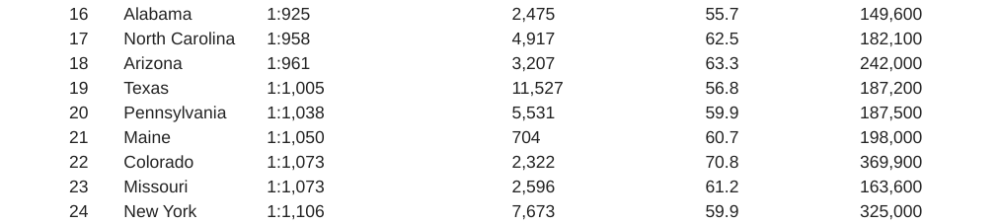 16 Alabama 1:925 2,475 55.7 149,600
17 North Carolina 1:958 4,917 62.5 182,100
18 Arizona 1:961 3,207 63.3 242,000
19 Texas 1:1,005 11,527 56.8 187,200
20 Pennsylvania 1:1,038 5,531 59.9 187,500
21 Maine 1:1,050 704 60.7 198,000
22 Colorado 1:1,073 2,322 70.8 369,900
23 Missouri 1:1,073 2,596 61.2 163,600
24 New York 1:1,106 7,673 59.9 325,000